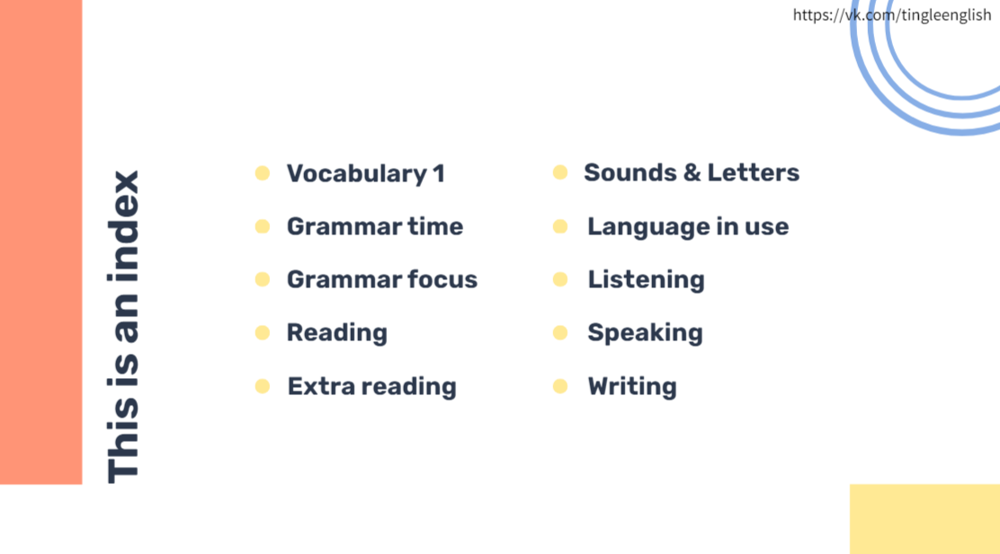 https://vk.com/tingleenglish
This is an index
Vocabulary 1
Grammar time
Grammar focus
Reading
Extra reading
Sounds & Letters
Language in use
Listening
Speaking
Writing